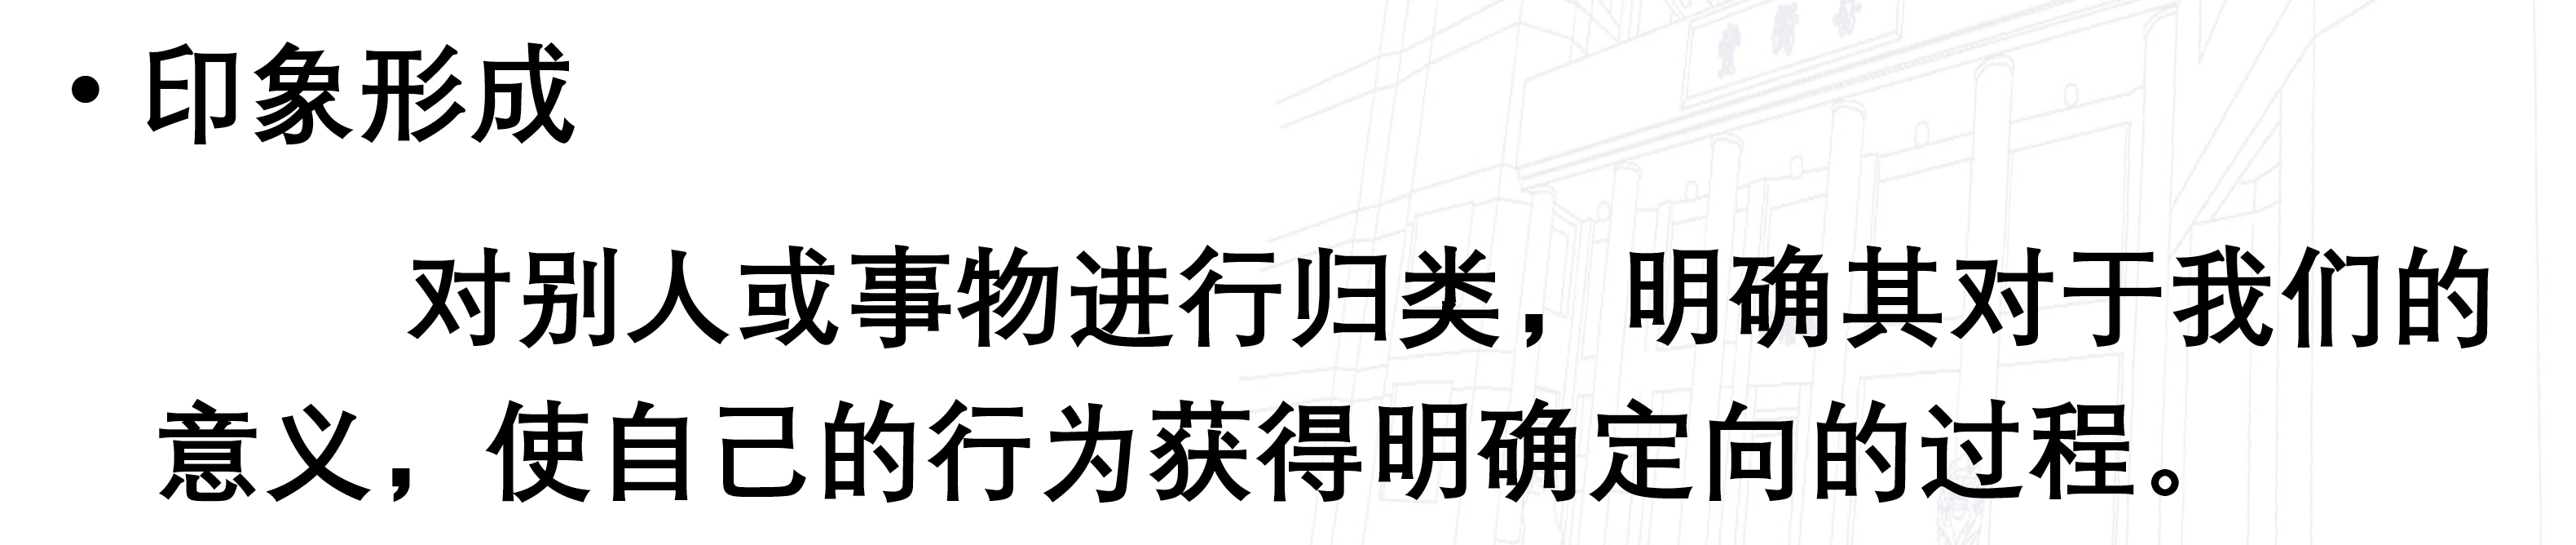 • 印象形成
对别人或事物进行归类，明确其对于我们的
意义，使自己的行为获得明确定向的过程。